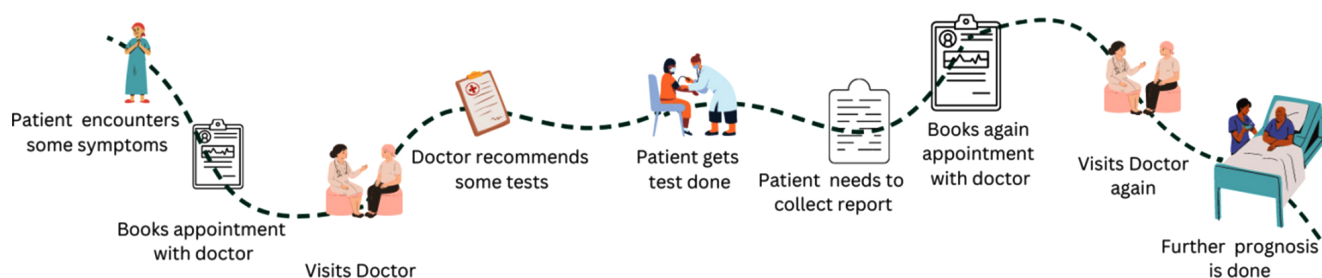 Patient encounters
some symptoms
Books appointment
with doctor
Visits Doctor
Doctor recommends
some tests
Patient gets
test done
Patient needs to
collect report
Books again
appointment
with doctor
Visits Doctor
again
Further prognosis
is done